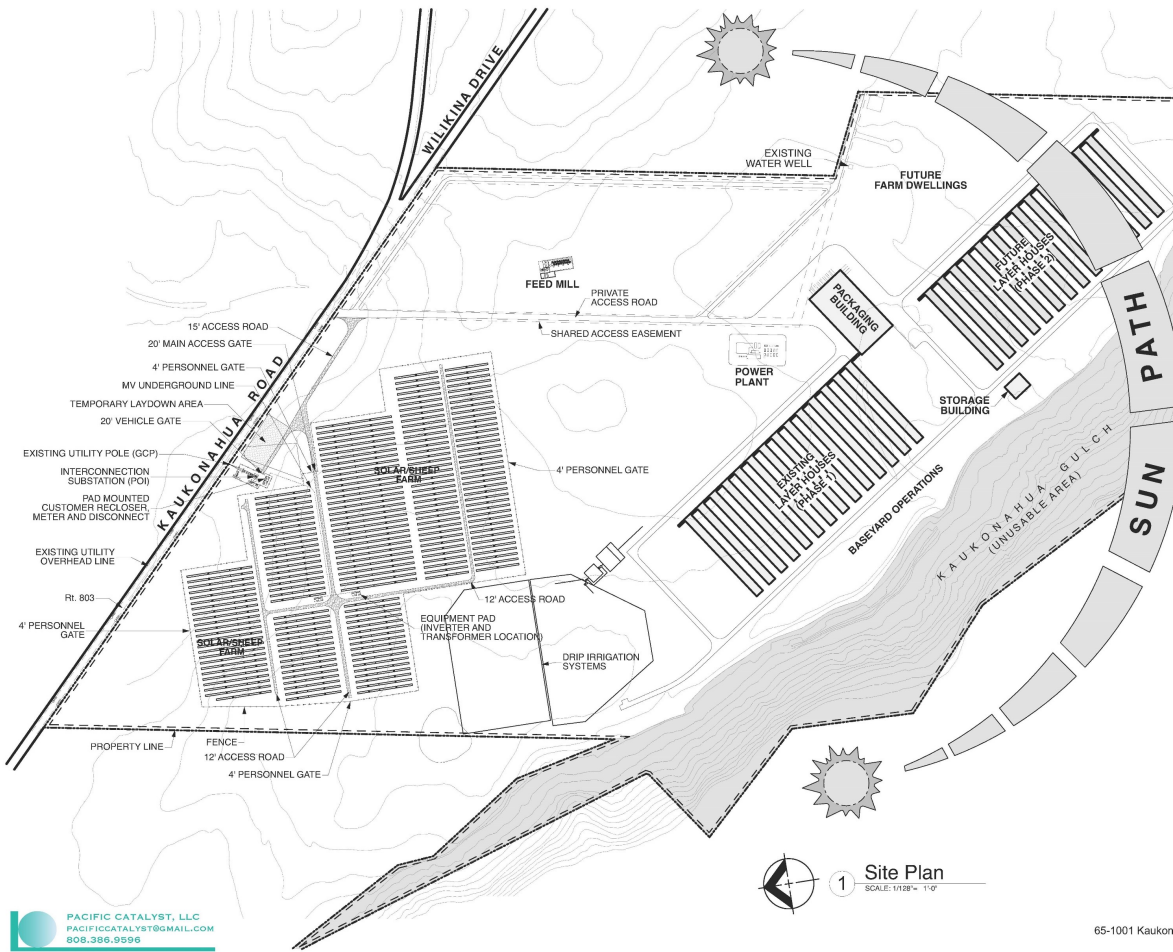 WILIKINA DRIVE
EXISTING
WATER WELL
FUTURE
FARM DWELLINGS
FUTURE
LAYER HOUSES
(PHASE 2)
FEED MILL
PRIVATE
ACCESS ROAD
SHARED ACCESS EASEMENT
PACKAGING
BUILDING
POWER
PLANT
STORAGE
BUILDING
PATH
SUN
15' ACCESS ROAD
20' MAIN ACCESS GATE
4' PERSONNEL GATE
MV UNDERGROUND LINE
TEMPORARY LAYDOWN AREA
20' VEHICLE GATE
EXISTING UTILITY POLE (GCP)
INTERCONNECTION
SUBSTATION (POI)
PAD MOUNTED
CUSTOMER RECLOSER,
METER AND DISCONNECT
KAUKONAHUA ROAD
EXISTING UTILITY
OVERHEAD LINE
Rt. 803
4' PERSONNEL
GATE
SOLAR/SHEEP
FARM
4' PERSONNEL GATE
EXISTING
LAYER HOUSES
(PHASE 1)
BASEYARD OPERATIONS
KAUKONAHUA GULCH
(UNUSABLE AREA)
12' ACCESS ROAD
EQUIPMENT PAD
(INVERTER AND
TRANSFORMER LOCATION)
SOLAR/SHEEP
FARM
DRIP IRRIGATION
SYSTEMS
PROPERTY LINE
FENCE
12' ACCESS ROAD
4' PERSONNEL GATE
1 Site Plan
SCALE: 1/128"= 1'-0"
PACIFIC CATALYST, LLC
PACIFICCATALYST@GMAIL.COM
808.386.9596
65-1001 Kaukon